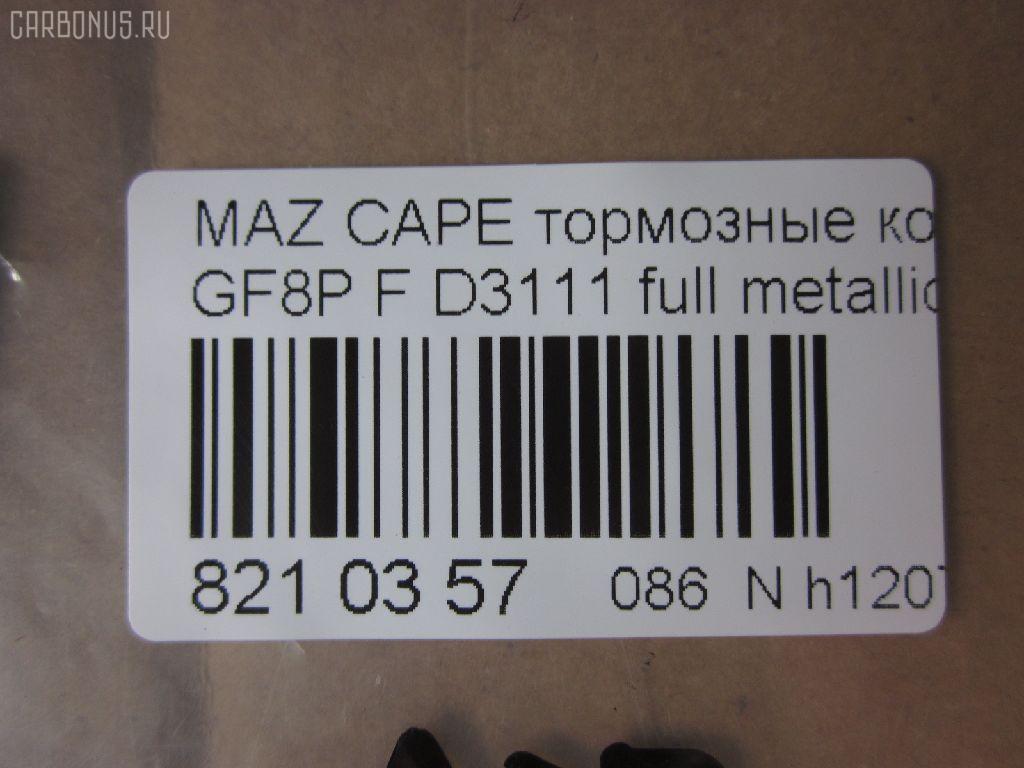 CARBONUS.RU
MAZ CAPE тормозные ко
GF8P F D3111 full metallic
821 03 57 086 N h120